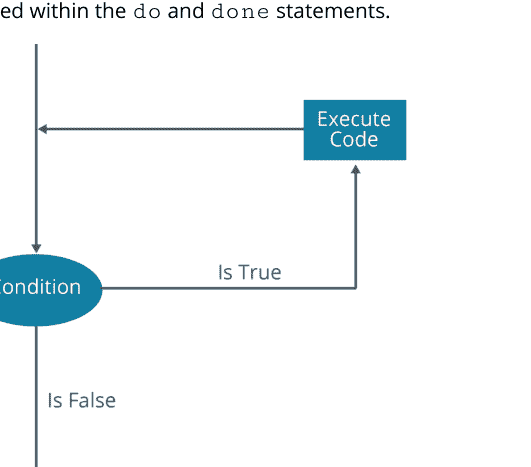 ed within the do and done statements.
Execute
Code
Is True
ondition
Is False